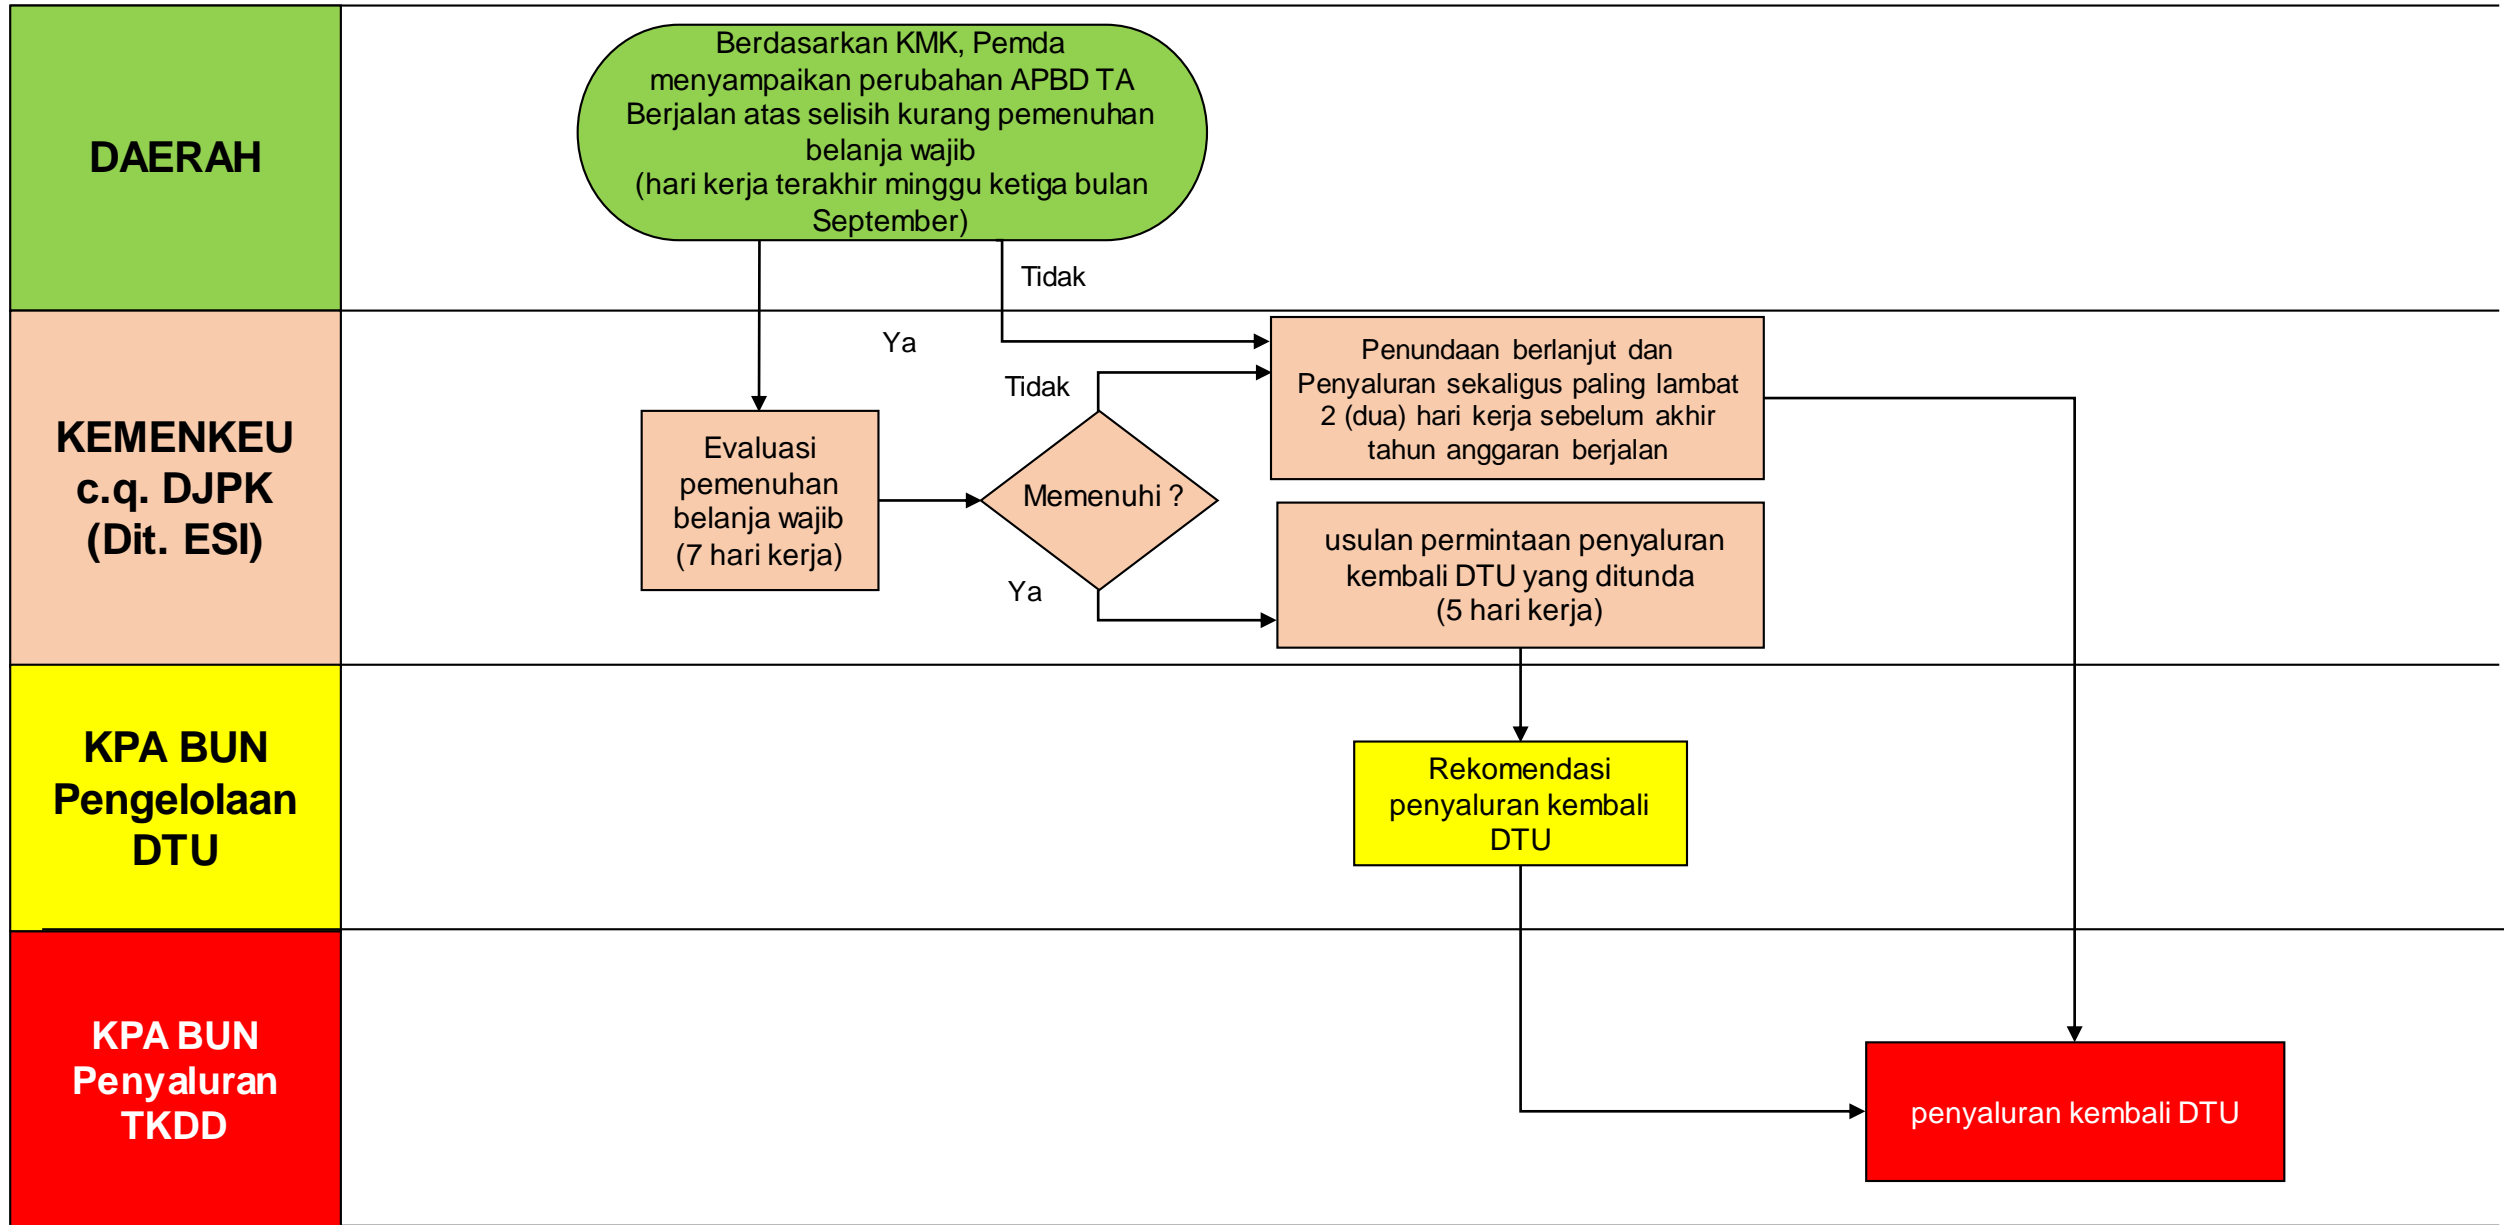 DAERAH
Berdasarkan KMK, Pemda
menyampaikan perubahan APBD TA
Berjalan atas selisih kurang pemenuhan
belanja wajib
(hari kerja terakhir minggu ketiga bulan
September)
Tidak
KEMENKEU
c.q. DJPK
(Dit. ESI)
Ya
Evaluasi
pemenuhan
belanja wajib
(7 hari kerja)
Memenuhi ?
Tidak
Ya
Penundaan berlanjut dan
Penyaluran sekaligus paling lambat
2 (dua) hari kerja sebelum akhir
tahun anggaran berjalan
usulan permintaan penyaluran
kembali DTU yang ditunda
(5 hari kerja)
KPA BUN
Pengelolaan
DTU
Rekomendasi
penyaluran kembali
DTU
KPA BUN
Penyaluran
TKDD
penyaluran kembali DTU